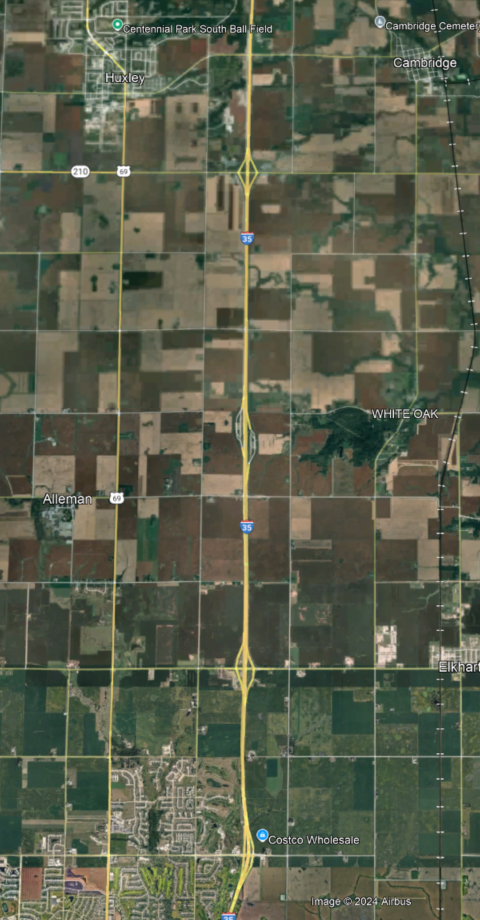 Centennial Park South Ball Field
Cambridge Cemetery
Huxley
Cambridge
210
69
35
WHITE OAK
Alleman
69
35
Elkhart
Costco Wholesale
Image © 2024 Airbus
35